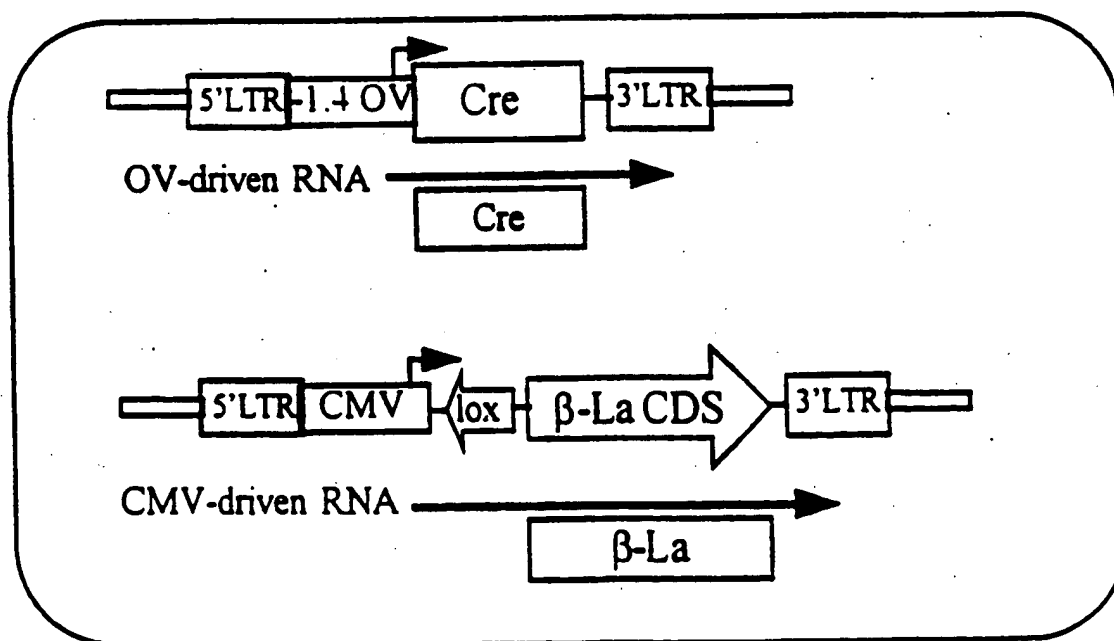 5'LTR -1.4 OV Cre 3'LTR
OV-driven RNA
Cre
5'LTR CMV lox β-La CDS 3'LTR
CMV-driven RNA
β-La